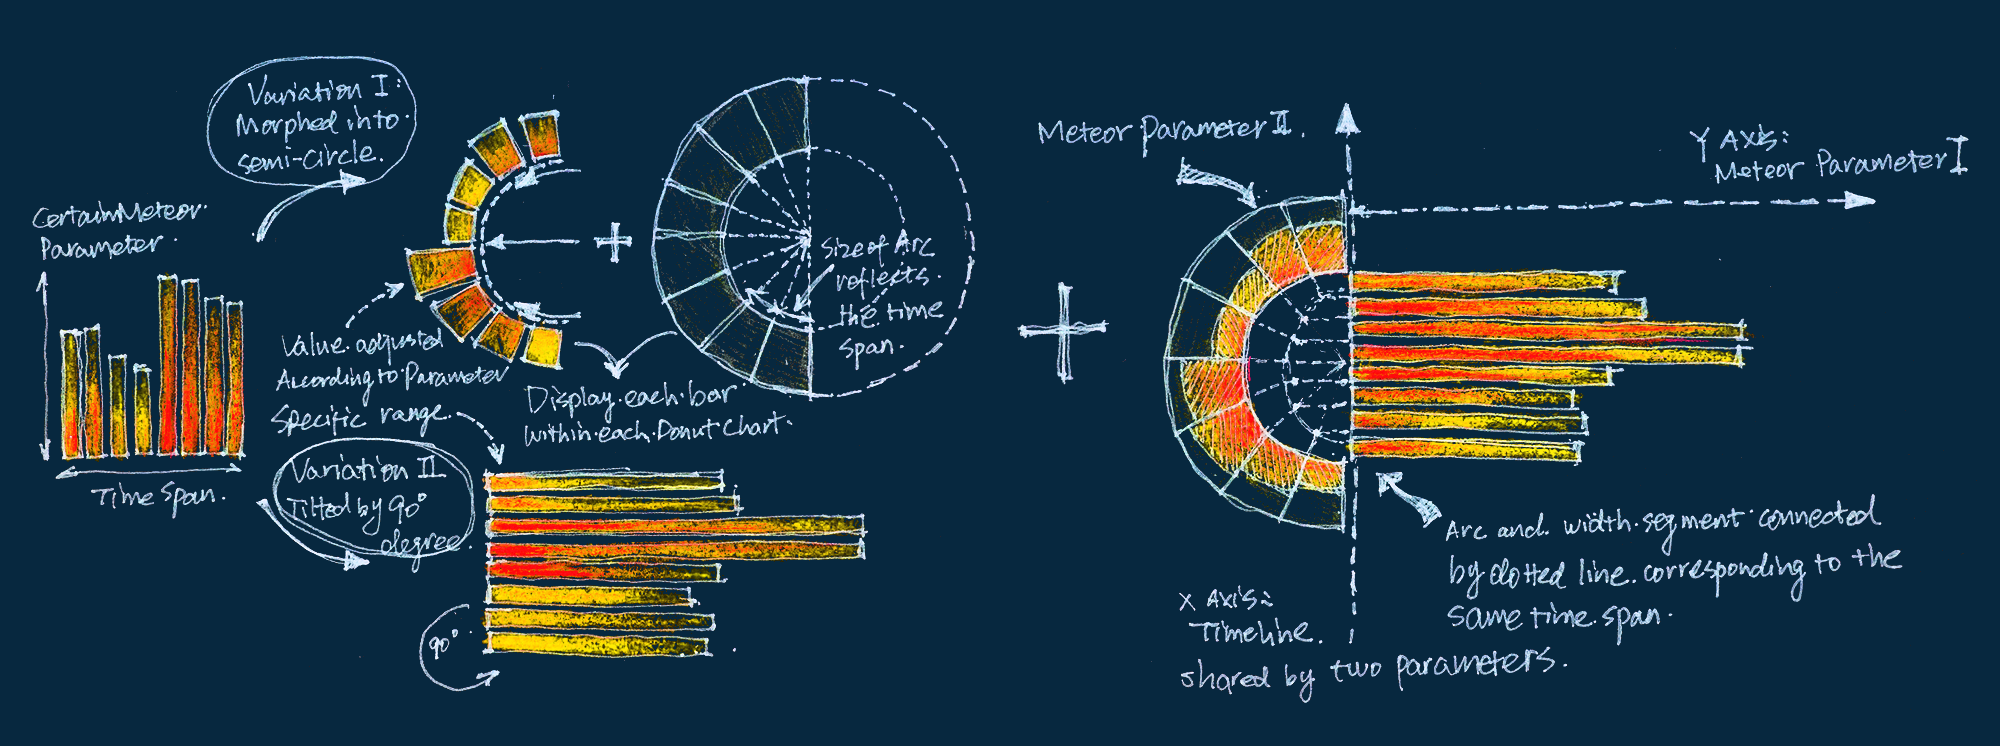 Variation I:
Morphed into
semi-circle.
Certain Meteor
Parameter.
Time Span.
Value adjusted
According to Parameter
Specific range.
Variation II
Tilted by 90°
degree.
90°
Display each bar
within each Donut Chart.
Size of Arc
reflects
the time
span.
Meteor Parameter II.
Y Axis:
Meteor Parameter I
Arc and width segment connected
by dotted line corresponding to the
same time span.
X Axis:
Timeline.
shared by two parameters.